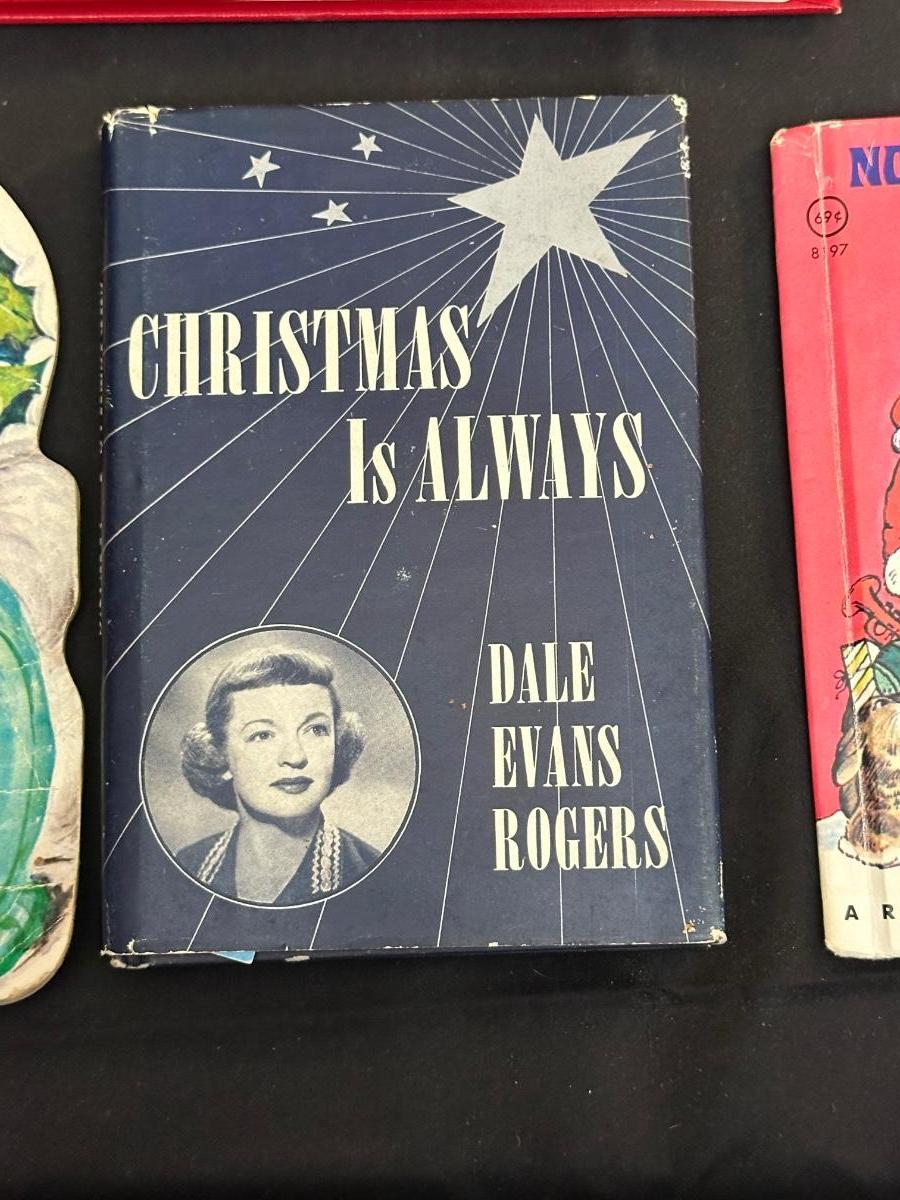 CHRISTMAS
Is ALWAYS
DALE
EVANS
ROGERS
NO
69¢
8197
A R